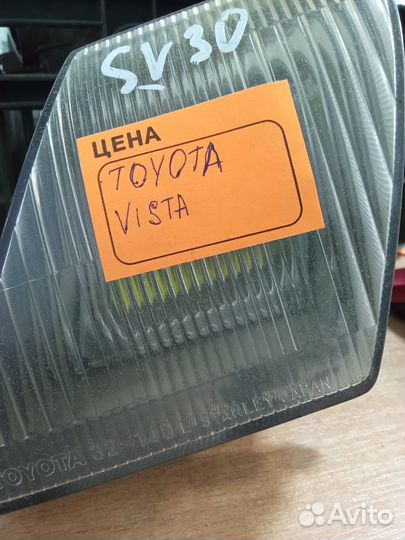 SV30
ЦЕНА
TOYOTA
VISTA
TOYOTA 32-140 STANLEY JAPAN
Avito